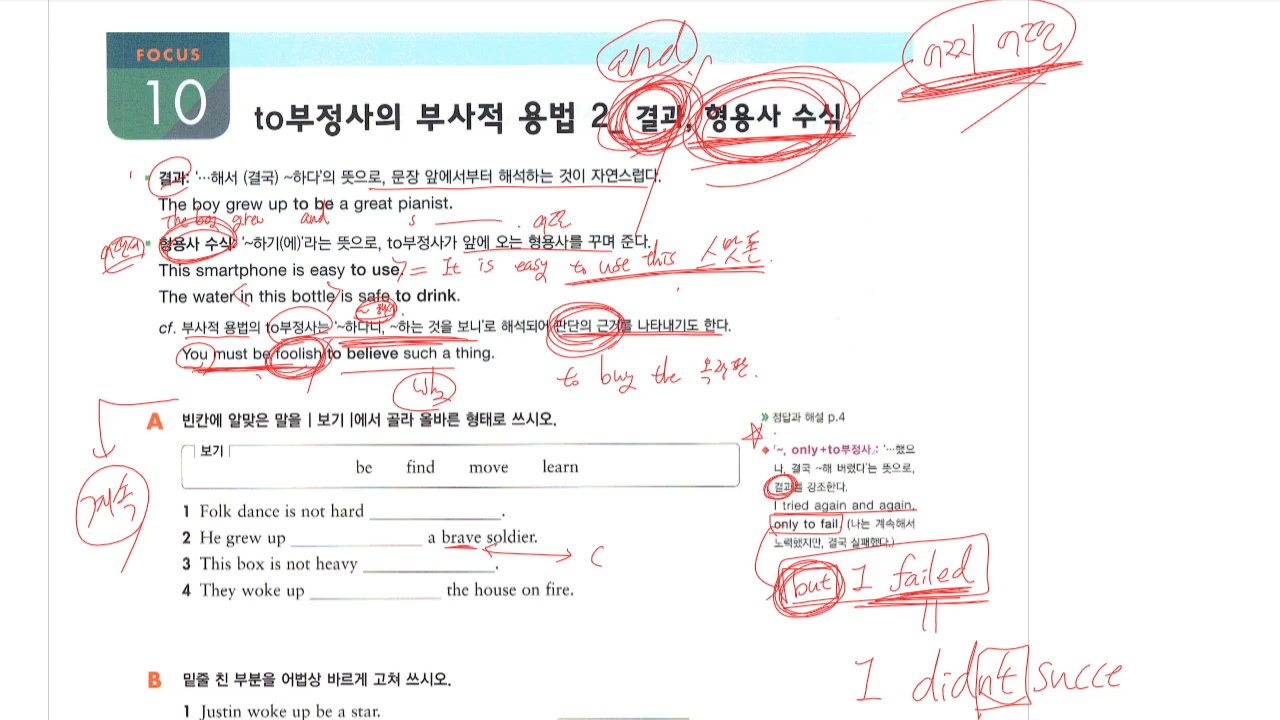 and
FOCUS
10
to부정사의 부사적 용법 2_ 결과, 형용사 수식
결과: '…해서 (결국) ~하다'의 뜻으로, 문장 앞에서부터 해석하는 것이 자연스럽다.
The boy grew up to be a great pianist.
The boy grew and s
형용사 수식: '~하기(에)'라는 뜻으로, to부정사가 앞에 오는 형용사를 꾸며 준다.
This smartphone is easy to use. = It is easy to use this 스맛폰.
The water in this bottle is safe to drink.
cf. 부사적 용법의 to부정사는 '~하다니, ~하는 것을 보니'로 해석되어 판단의 근거를 나타내기도 한다.
You must be foolish to believe such a thing.
to buy the
Why
A 빈칸에 알맞은 말을 | 보기 |에서 골라 올바른 형태로 쓰시오.
보기
be find move learn
1 Folk dance is not hard ____________.
2 He grew up ____________ a brave soldier.
3 This box is not heavy ____________.
4 They woke up ____________ the house on fire.
계속
정답과 해설 p.4
「~, only+to부정사」: '…했으
나, 결국 ~해 버렸다'는 뜻으로,
결과를 강조한다.
I tried again and again,
only to fail. (나는 계속해서
노력했지만, 결국 실패했다.)
but I failed
I didn't succe
B 밑줄 친 부분을 어법상 바르게 고쳐 쓰시오.
1 Justin woke up be a star.